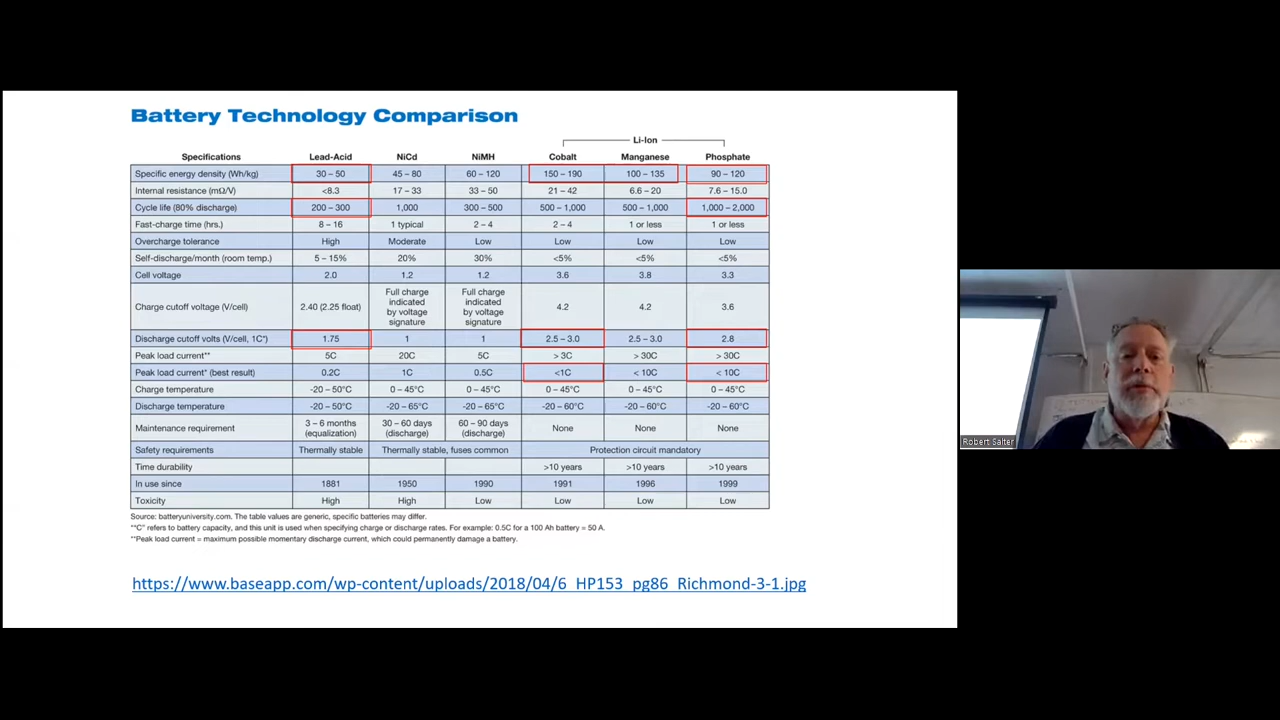 Battery Technology Comparison
Li-Ion
Specifications Lead-Acid NiCd NiMH Cobalt Manganese Phosphate
Specific energy density (Wh/kg) 30 – 50 45 – 80 60 – 120 150 – 190 100 – 135 90 – 120
Internal resistance (mΩ/V) <8.3 17 – 33 33 – 50 21 – 42 6.6 – 20 7.6 – 15.0
Cycle life (80% discharge) 200 – 300 1,000 300 – 500 500 – 1,000 500 – 1,000 1,000 – 2,000
Fast-charge time (hrs.) 8 – 16 1 typical 2 – 4 2 – 4 1 or less 1 or less
Overcharge tolerance High Moderate Low Low Low Low
Self-discharge/month (room temp.) 5 – 15% 20% 30% <5% <5% <5%
Cell voltage 2.0 1.2 1.2 3.6 3.8 3.3
Charge cutoff voltage (V/cell) 2.40 (2.25 float) Full charge indicated by voltage signature Full charge indicated by voltage signature 4.2 4.2 3.6
Discharge cutoff volts (V/cell, 1C*) 1.75 1 1 2.5 – 3.0 2.5 – 3.0 2.8
Peak load current** 5C 20C 5C > 3C > 30C > 30C
Peak load current* (best result) 0.2C 1C 0.5C <1C < 10C < 10C
Charge temperature -20 – 50°C 0 – 45°C 0 – 45°C 0 – 45°C 0 – 45°C 0 – 45°C
Discharge temperature -20 – 50°C -20 – 65°C -20 – 65°C -20 – 60°C -20 – 60°C -20 – 60°C
Maintenance requirement 3 – 6 months (equalization) 30 – 60 days (discharge) 60 – 90 days (discharge) None None None
Safety requirements Thermally stable Thermally stable, fuses common Protection circuit mandatory
Time durability >10 years >10 years >10 years
In use since 1881 1950 1990 1991 1996 1999
Toxicity High High Low Low Low Low
Source: batteryuniversity.com. The table values are generic, specific batteries may differ.
*"C" refers to battery capacity, and this unit is used when specifying charge or discharge rates. For example: 0.5C for a 100 Ah battery = 50 A.
**Peak load current = maximum possible momentary discharge current, which could permanently damage a battery.
https://www.baseapp.com/wp-content/uploads/2018/04/6_HP153_pg86_Richmond-3-1.jpg
Robert Salter